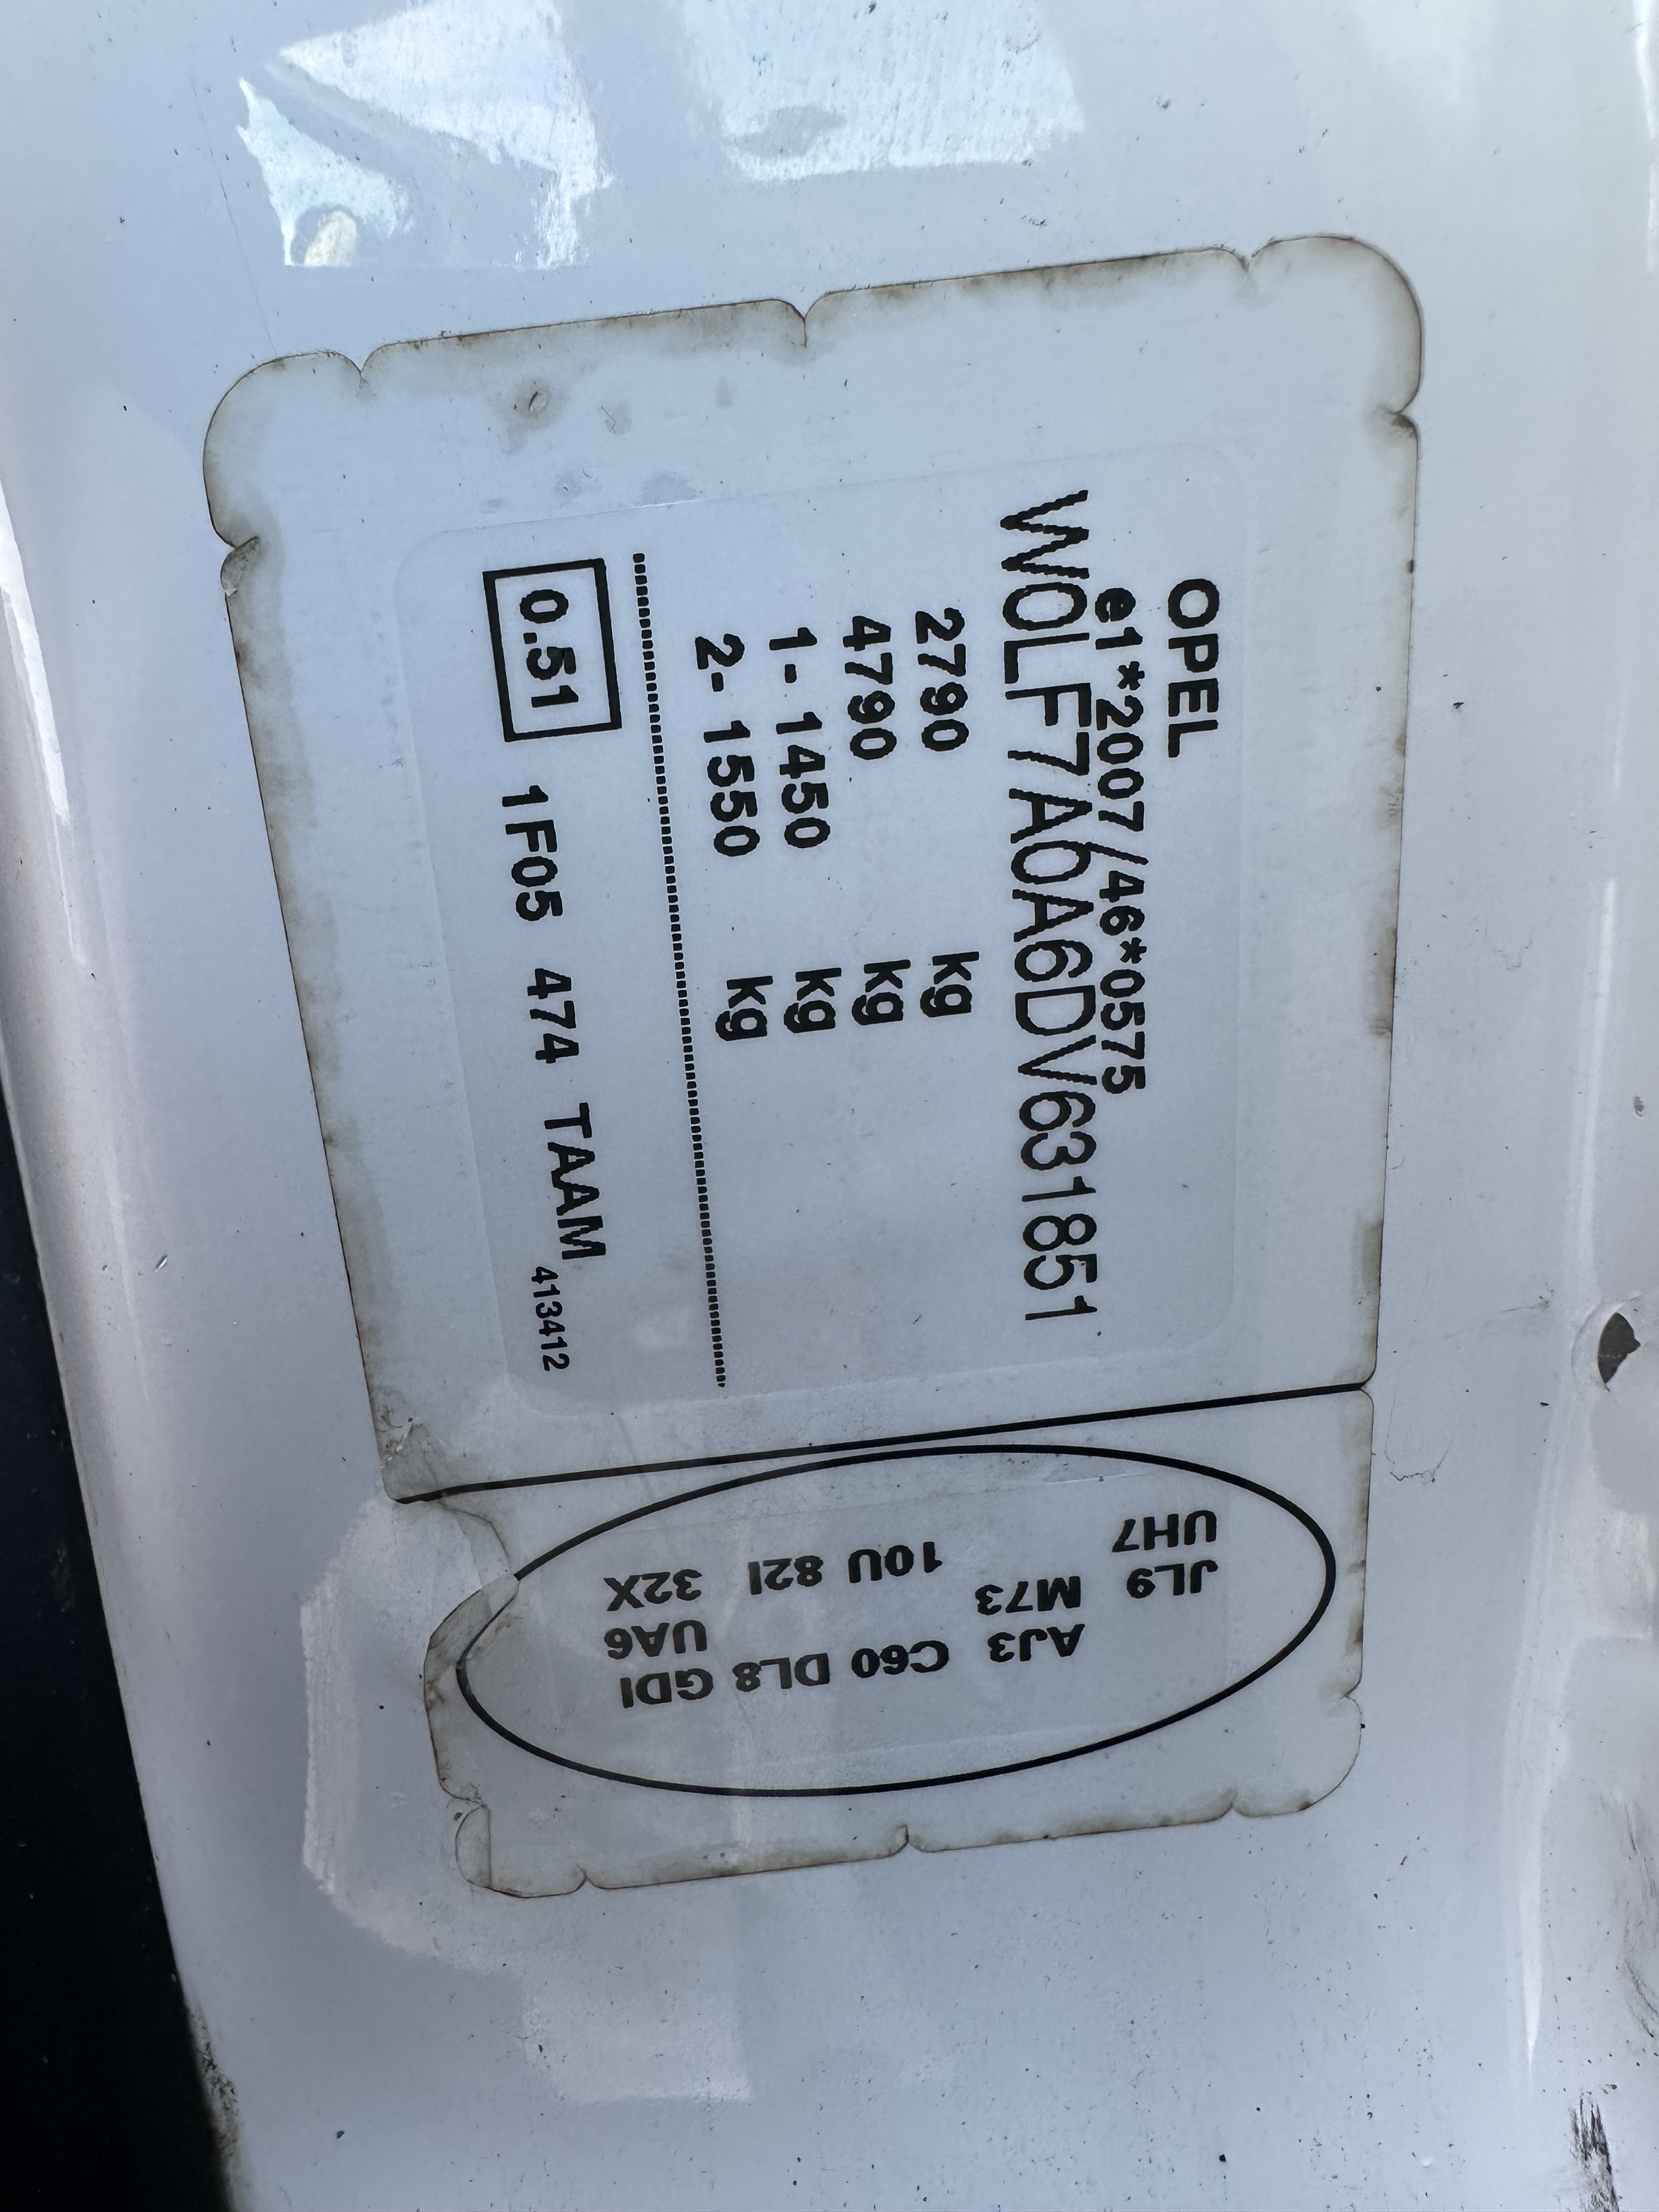 OPEL
e1*2007/46*0575
W0LF7A6A6DV631851
2790 kg
4790 kg
1- 1450 kg
2- 1550 kg
0.51 1F05 474 TAAM 413412
AJ3 C60 DL8 GDI
JL9 M73 UA6
UH7 10U 82I 32X